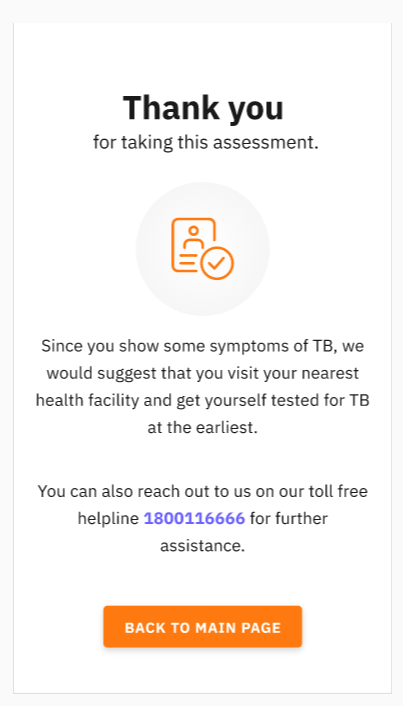 Thank you
for taking this assessment.
Since you show some symptoms of TB, we
would suggest that you visit your nearest
health facility and get yourself tested for TB
at the earliest.
You can also reach out to us on our toll free
helpline 1800116666 for further
assistance.
BACK TO MAIN PAGE